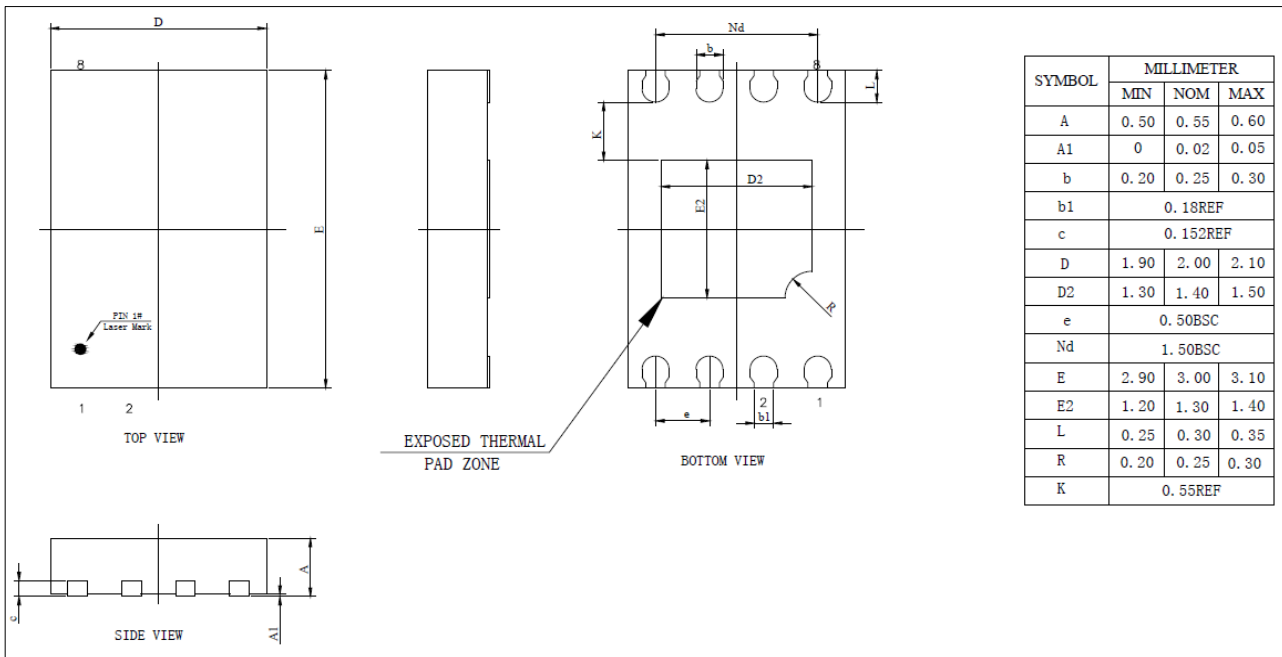 D
8
E
PIN 1#
Laser Mark
1 2
TOP VIEW
Nd
b
8
L
K
D2
E2
R
2 1
e b1
EXPOSED THERMAL
PAD ZONE
BOTTOM VIEW
A
c
A1
SIDE VIEW
SYMBOL MILLIMETER
MIN NOM MAX
A 0.50 0.55 0.60
A1 0 0.02 0.05
b 0.20 0.25 0.30
b1 0.18REF
c 0.152REF
D 1.90 2.00 2.10
D2 1.30 1.40 1.50
e 0.50BSC
Nd 1.50BSC
E 2.90 3.00 3.10
E2 1.20 1.30 1.40
L 0.25 0.30 0.35
R 0.20 0.25 0.30
K 0.55REF